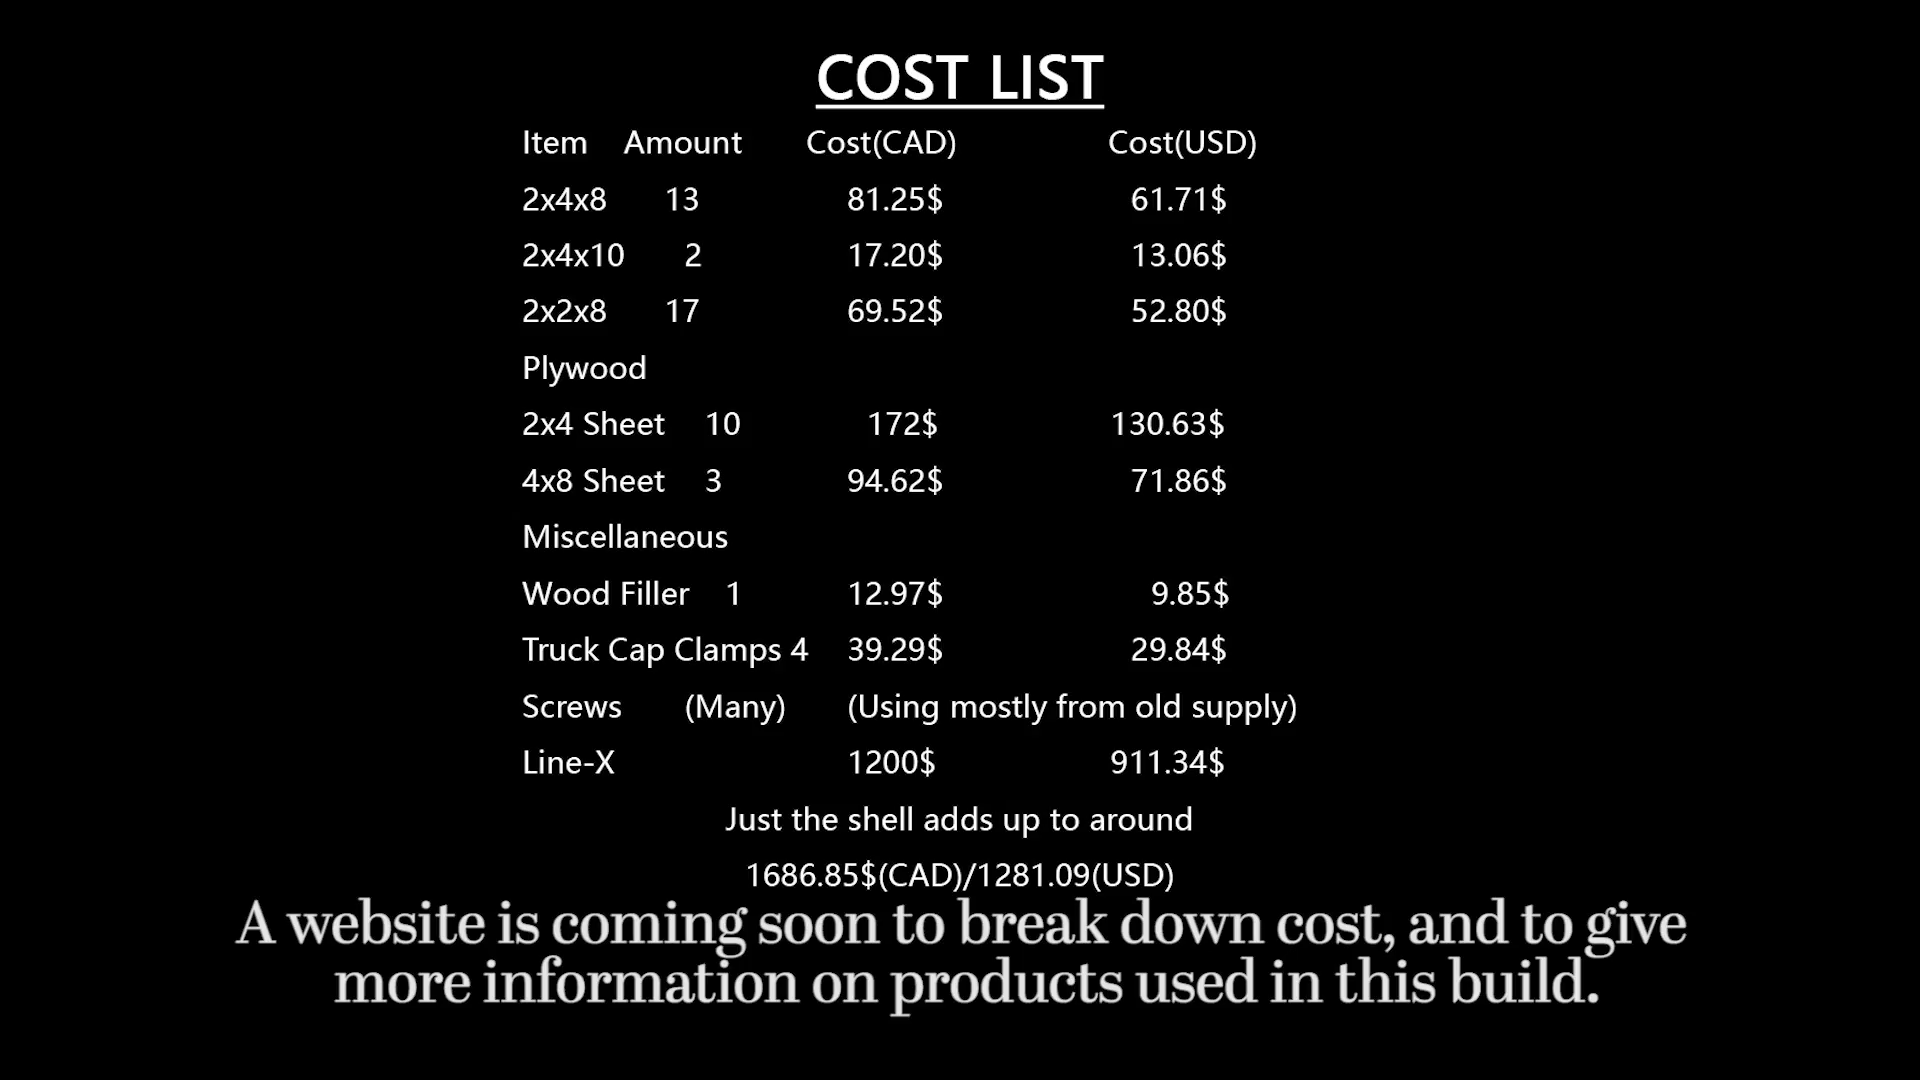 COST LIST
Item Amount Cost(CAD) Cost(USD)
2x4x8 13 81.25$ 61.71$
2x4x10 2 17.20$ 13.06$
2x2x8 17 69.52$ 52.80$
Plywood
2x4 Sheet 10 172$ 130.63$
4x8 Sheet 3 94.62$ 71.86$
Miscellaneous
Wood Filler 1 12.97$ 9.85$
Truck Cap Clamps 4 39.29$ 29.84$
Screws (Many) (Using mostly from old supply)
Line-X 1200$ 911.34$
Just the shell adds up to around
1686.85$(CAD)/1281.09(USD)
A website is coming soon to break down cost, and to give
more information on products used in this build.